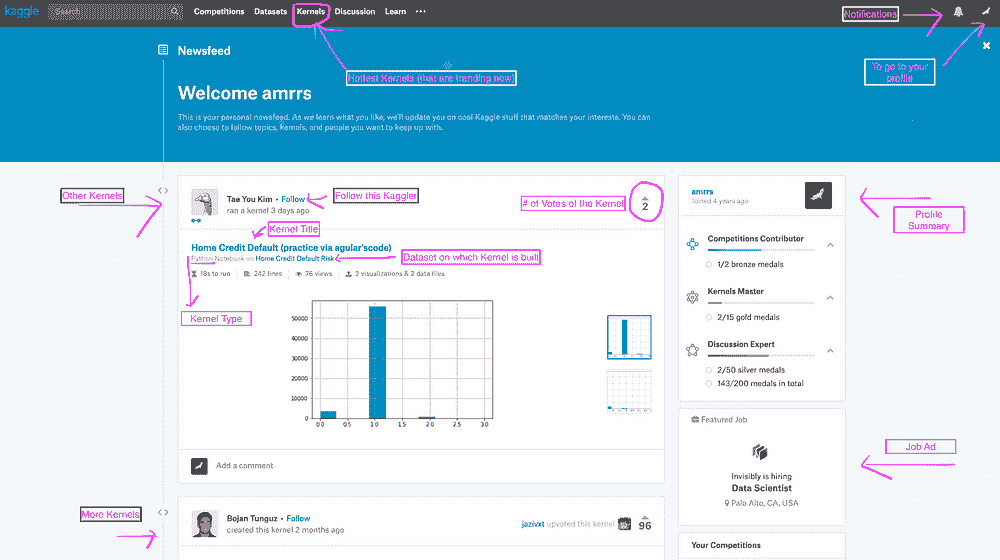 kaggle
Search
Competitions
Datasets
Kernels
Discussion
Learn
Notifications
Newsfeed
Hottest Kernels (that are trending now)
To go to your
profile
Welcome amrrs
This is your personal newsfeed. As we learn what you like, we'll update you on cool Kaggle stuff that matches your interests. You
can also choose to follow topics, kernels, and people you want to keep up with.
Other Kernels
Tae You Kim • Follow
ran a kernel 3 days ago
Follow this Kaggler
# of Votes of the Kernel
2
Kernel Title
Home Credit Default (practice via agular'scode)
Python Notebook on Home Credit Default Risk
Dataset on which Kernel is built
18s to run
242 lines
76 views
2 visualizations & 2 data files
Kernel Type
50000
40000
30000
20000
10000
0
0.0 0.5 1.0 1.5 2.0 2.5 3.0
Add a comment
More Kernels
Bojan Tunguz • Follow
created this kernel 2 months ago
jazivxt upvoted this kernel
96
amrrs
Joined 4 years ago
Profile
Summary
Competitions Contributor
1/2 bronze medals
Kernels Master
2/15 gold medals
Discussion Expert
2/50 silver medals
143/200 medals in total
Featured Job
Invisibly is hiring
Data Scientist
Palo Alto, CA, USA
Job Ad
Your Competitions